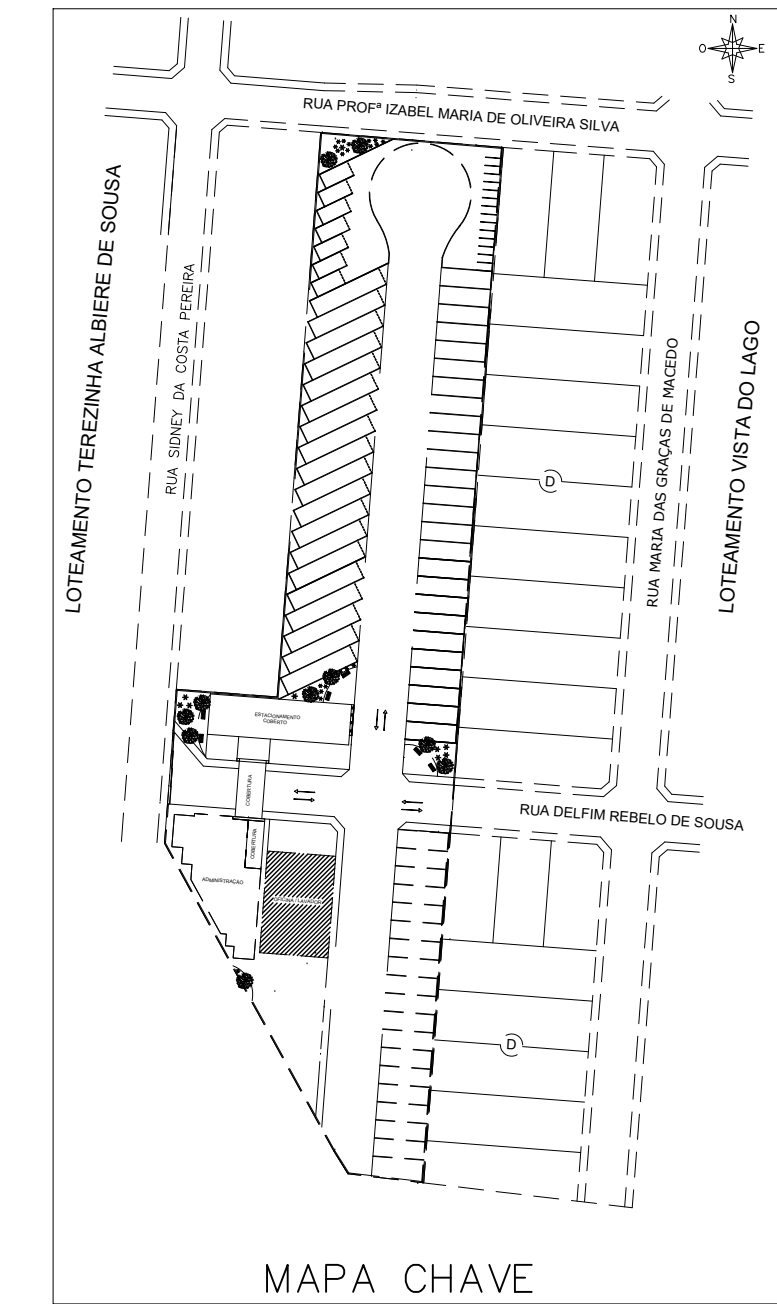 N
O E
S
RUA PROFª IZABEL MARIA DE OLIVEIRA SILVA
LOTEAMENTO TEREZINHA ALBIERE DE SOUSA
RUA SIDNEY DA COSTA PEREIRA
RUA MARIA DAS GRAÇAS DE MACEDO
LOTEAMENTO VISTA DO LAGO
D
ESTACIONAMENTO
COBERTO
COBERTURA
RUA DELFIM REBELO DE SOUSA
COBERTURA
ADMINISTRAÇÃO
D
MAPA CHAVE